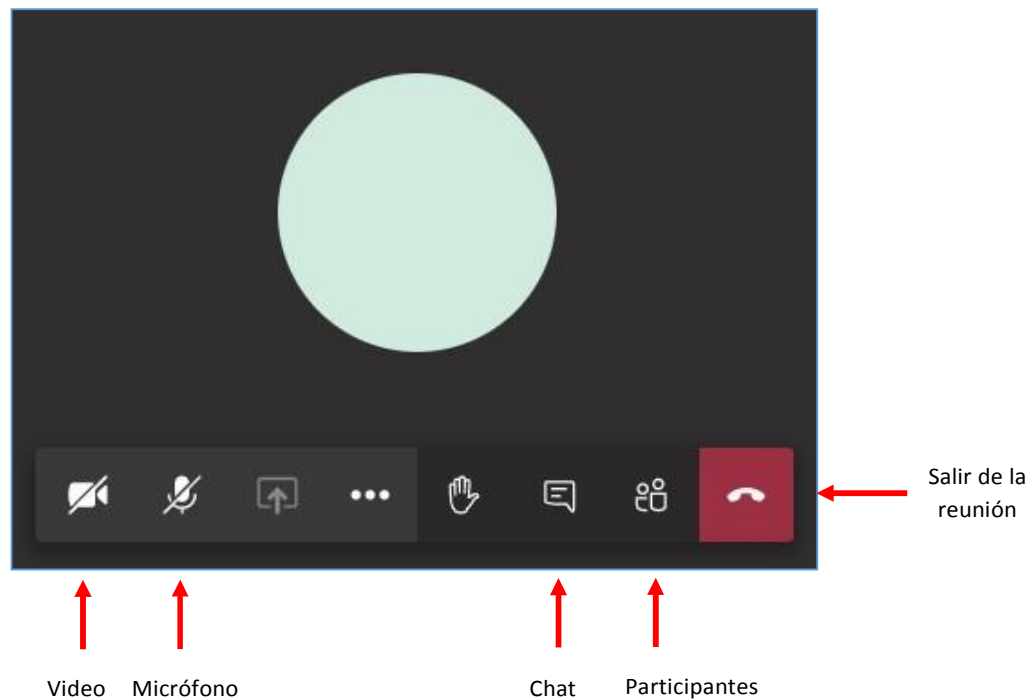 Salir de la
reunión
Video
Micrófono
Chat
Participantes